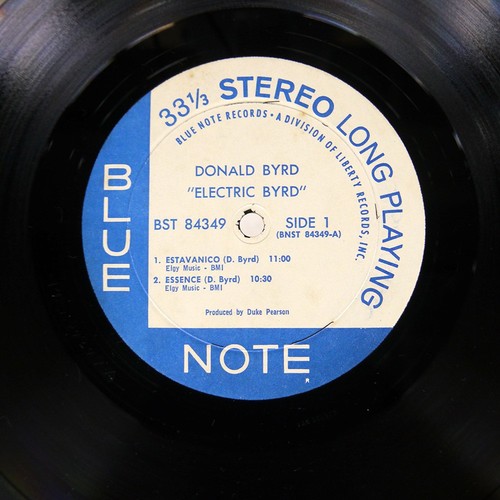 33⅓ STEREO LONG PLAYING
BLUE NOTE RECORDS • A DIVISION OF LIBERTY RECORDS, INC.
DONALD BYRD
"ELECTRIC BYRD"
BST 84349 SIDE 1
(BNST 84349-A)
1. ESTAVANICO (D. Byrd) 11:00
Elgy Music - BMI
2. ESSENCE (D. Byrd) 10:30
Elgy Music - BMI
Produced by Duke Pearson
BLUE
NOTE